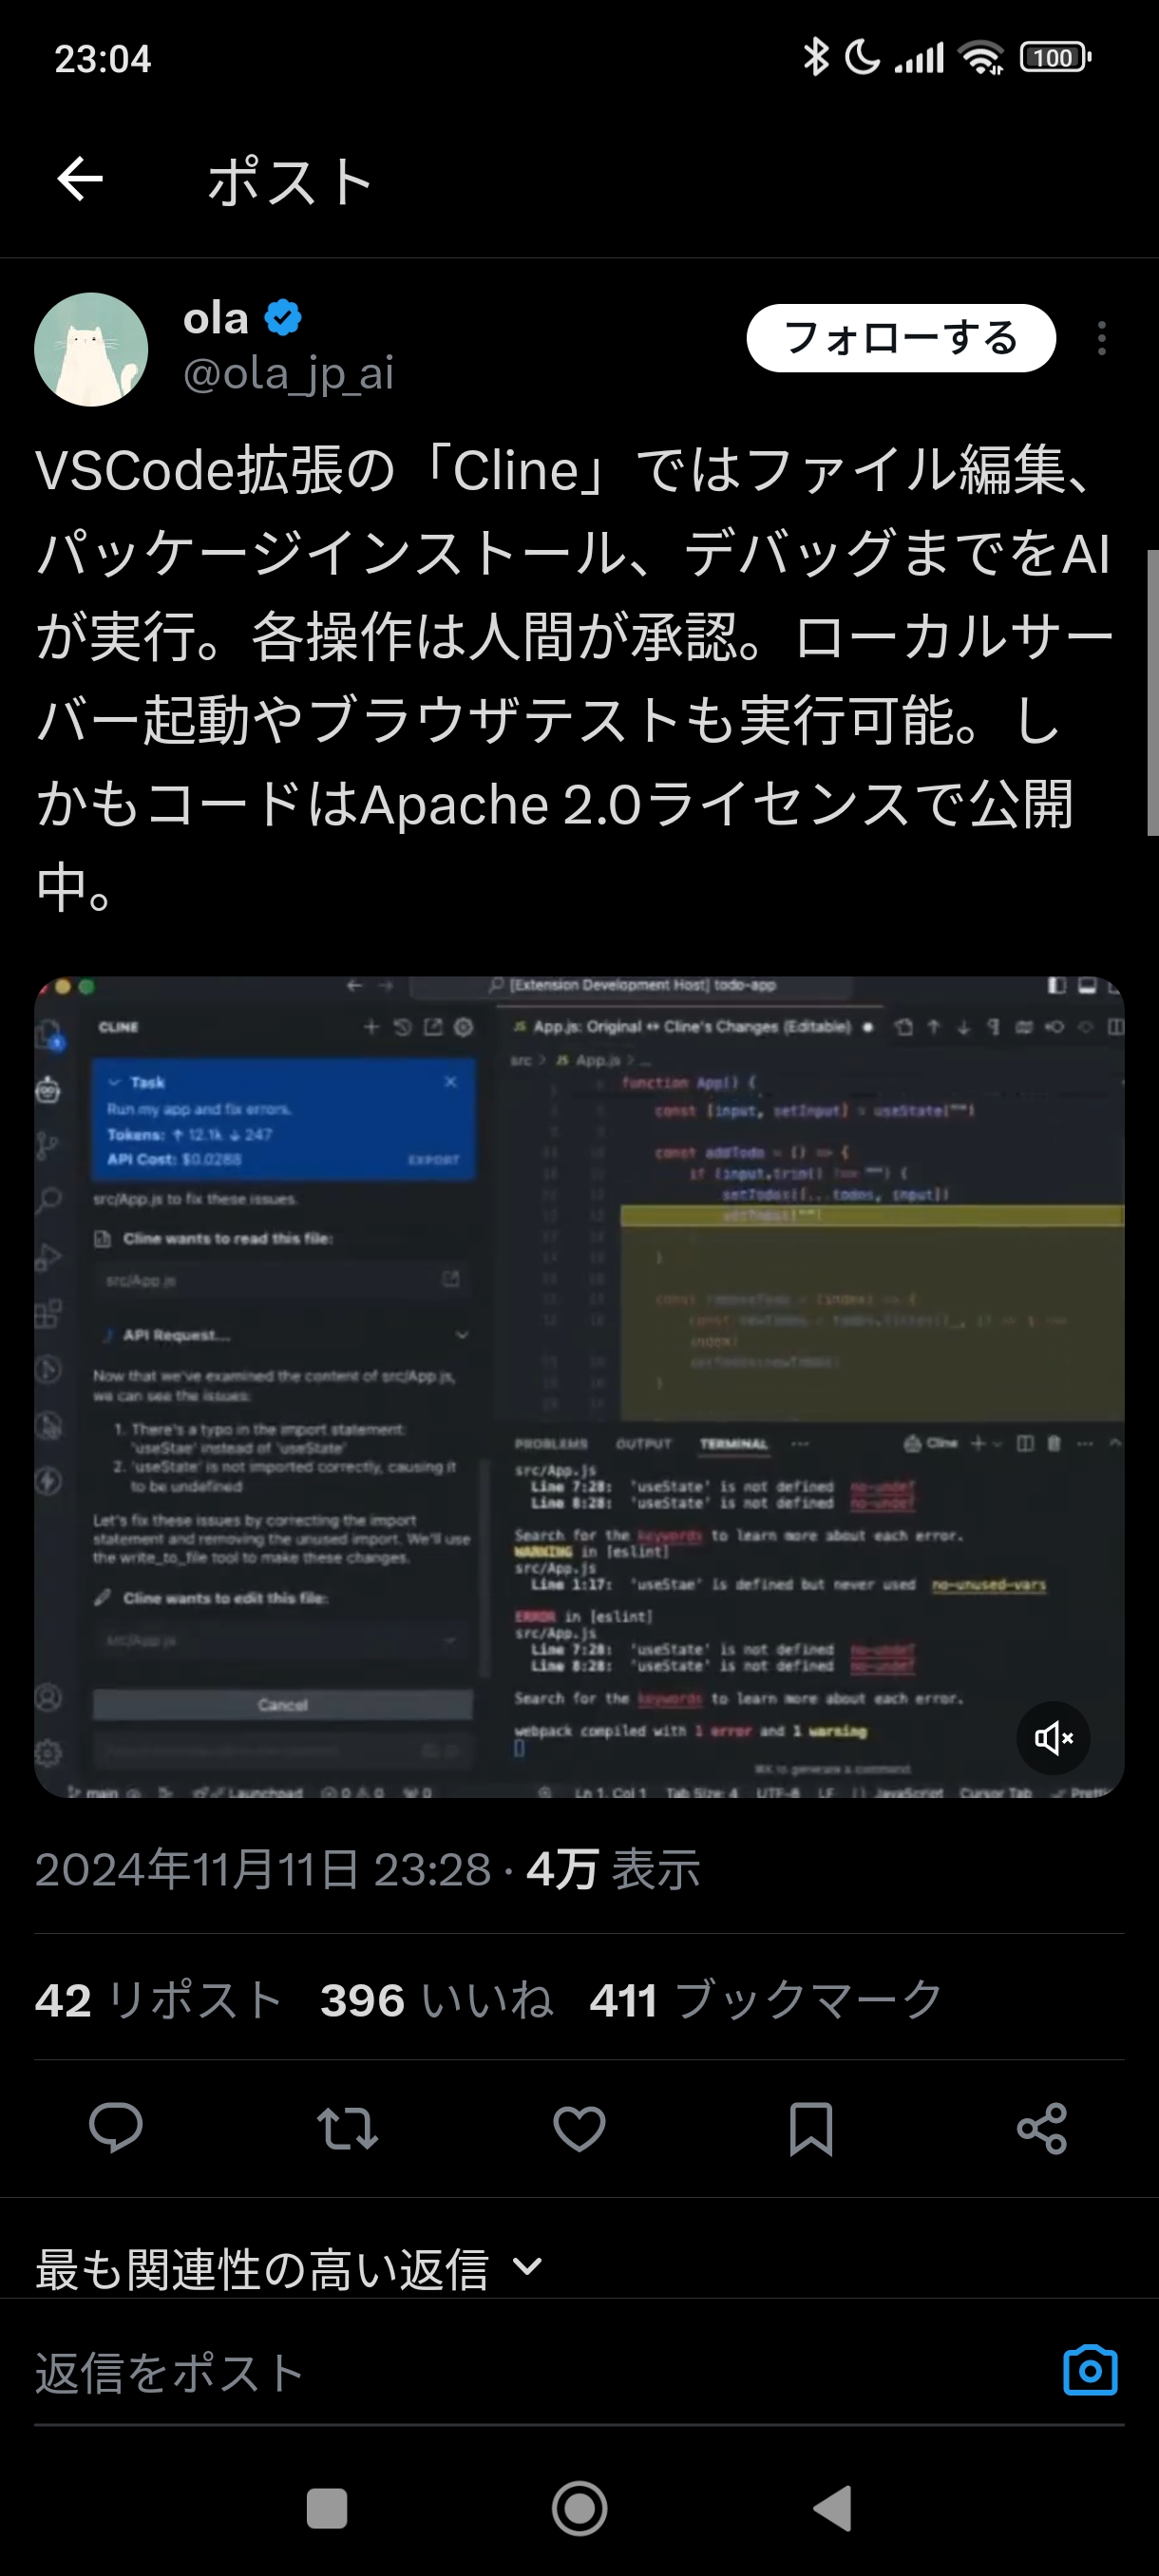 23:04
100
ポスト
ola
@ola_jp_ai
フォローする
VSCode拡張の「Cline」ではファイル編集、
パッケージインストール、デバッグまでをAI
が実行。各操作は人間が承認。ローカルサー
バー起動やブラウザテストも実行可能。し
かもコードはApache 2.0ライセンスで公開
中。
[Extension Development Host] todo-app
CLINE
JS App.js: Original ↔ Cline's Changes (Editable)
src > JS App.js > ...
Task
Run my app and fix errors.
Tokens: ↑ 12.1k ↓ 247
API Cost: $0.0288
EXPORT
src/App.js to fix these issues.
Cline wants to read this file:
src/App.js
API Request...
Now that we've examined the content of src/App.js,
we can see the issues:
1. There's a typo in the import statement:
'useStae' instead of 'useState'
2. 'useState' is not imported correctly, causing it
to be undefined
Let's fix these issues by correcting the import
statement and removing the unused import. We'll use
the write_to_file tool to make these changes.
Cline wants to edit this file:
src/App.js
Cancel
function App() {
const [input, setInput] = useState("")
const addTodo = () => {
if (input.trim() !== "") {
setTodos([...todos, input])
}
index)
}
PROBLEMS OUTPUT TERMINAL ... Cline
src/App.js
Line 7:28: 'useState' is not defined no-undef
Line 8:28: 'useState' is not defined no-undef
Search for the keywords to learn more about each error.
WARNING in [eslint]
src/App.js
Line 1:17: 'useStae' is defined but never used no-unused-vars
ERROR in [eslint]
src/App.js
Line 7:28: 'useState' is not defined no-undef
Line 8:28: 'useState' is not defined no-undef
Search for the keywords to learn more about each error.
webpack compiled with 1 error and 1 warning
⌘K to generate a command
main Launchpad 0 0 0 Ln 1, Col 1 Tab Size: 4 UTF-8 LF JavaScript Cursor Tab
2024年11月11日 23:28 · 4万 表示
42 リポスト 396 いいね 411 ブックマーク
最も関連性の高い返信
返信をポスト